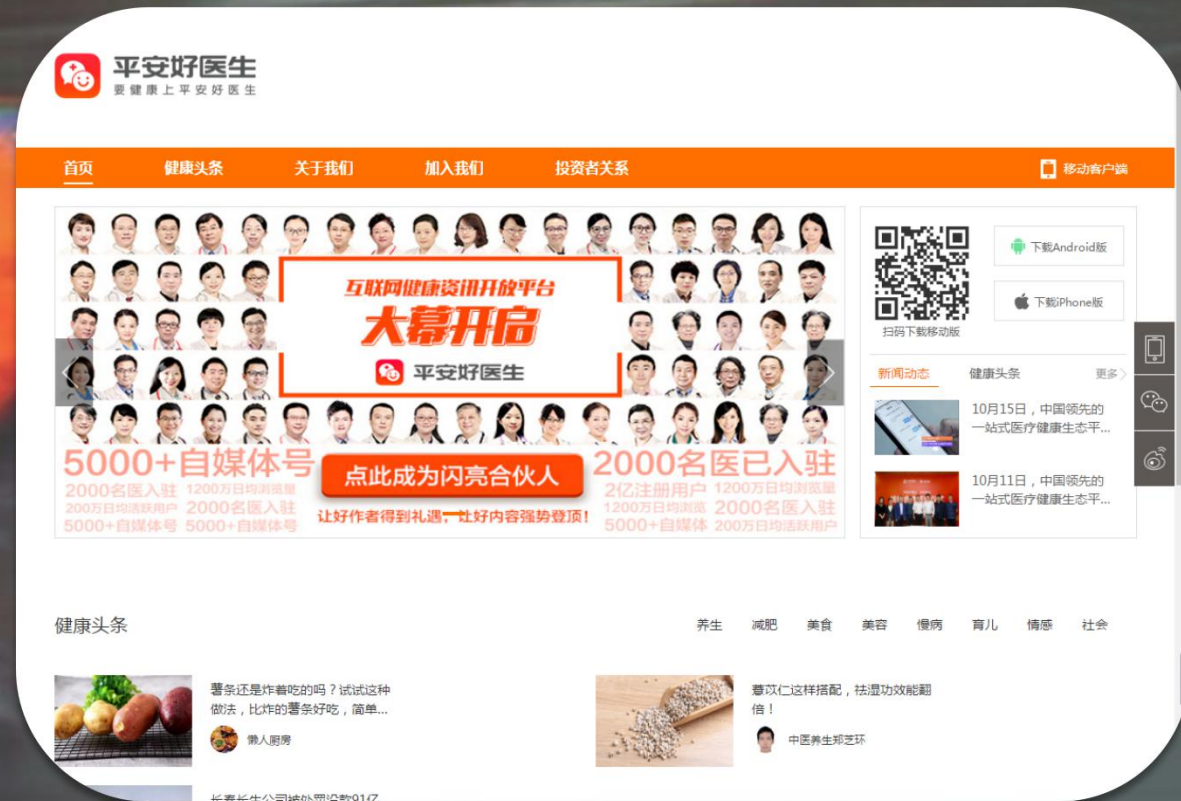 平安好医生
要健康上平安好医生
首页 健康头条 关于我们 加入我们 投资者关系 移动客户端
互联网健康资讯开放平台
大幕开启
平安好医生
5000+自媒体号
2000名医入驻 1200万日均浏览量
200万日均活跃用户 2000名医入驻
5000+自媒体号 5000+自媒体号
点此成为闪亮合伙人
让好作者得到礼遇，让好内容强势登顶！
2000名医已入驻
2亿注册用户 1200万日均浏览量
1200万日均浏览 2000名医入驻
5000+自媒体 200万日均活跃用户
下载Android版
下载iPhone版
扫码下载移动版
新闻动态 健康头条 更多
10月15日，中国领先的
一站式医疗健康生态平...
10月11日，中国领先的
一站式医疗健康生态平...
健康头条
养生 减肥 美食 美容 慢病 育儿 情感 社会
薯条还是炸着吃的吗？试试这种
做法，比炸的薯条好吃，简单...
懒人厨房
薏苡仁这样搭配，祛湿功效能翻
倍！
中医养生郑芝环
长春长生公司被处罚没款91亿